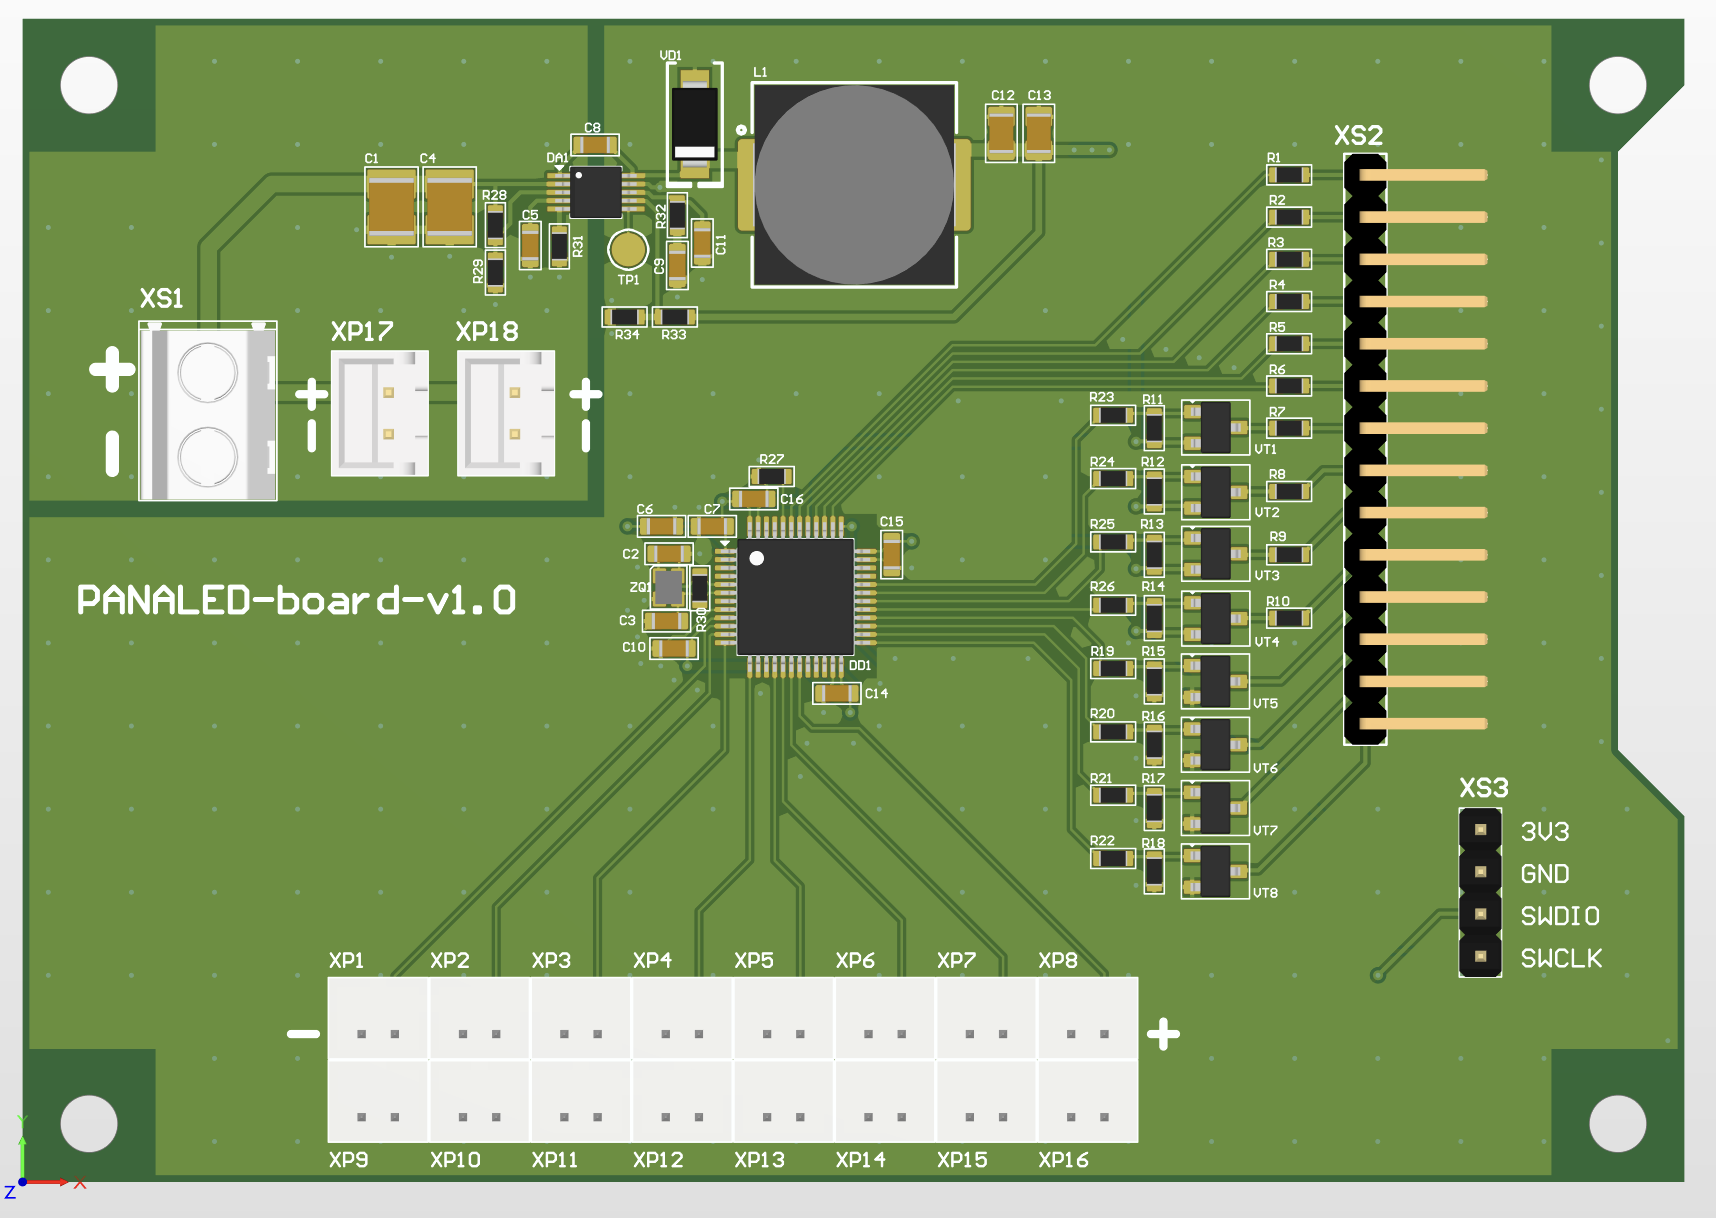 VD1
L1
C12 C13
C8
XS2
C1 C4 DA1
R1
R28 R32
R2
C5 R31 C11
R3
R29 C9
TP1
R4
XS1
XP17 XP18
R34 R33
R5
+
R6
+ +
R23 R11
R7
- - -
VT1
R27
R24 R12
R8
C16
C6 C7
VT2
C15
R25 R13
R9
C2
VT3
PANALED-board-v1.0
ZQ1 R30
R26 R14
R10
C3
VT4
C10
DD1
R19 R15
C14
VT5
R20 R16
VT6
R21 R17
XS3
VT7
3V3
R22 R18
GND
VT8
SWDIO
XP1 XP2 XP3 XP4 XP5 XP6 XP7 XP8
SWCLK
- +
XP9 XP10 XP11 XP12 XP13 XP14 XP15 XP16
Y
Z X